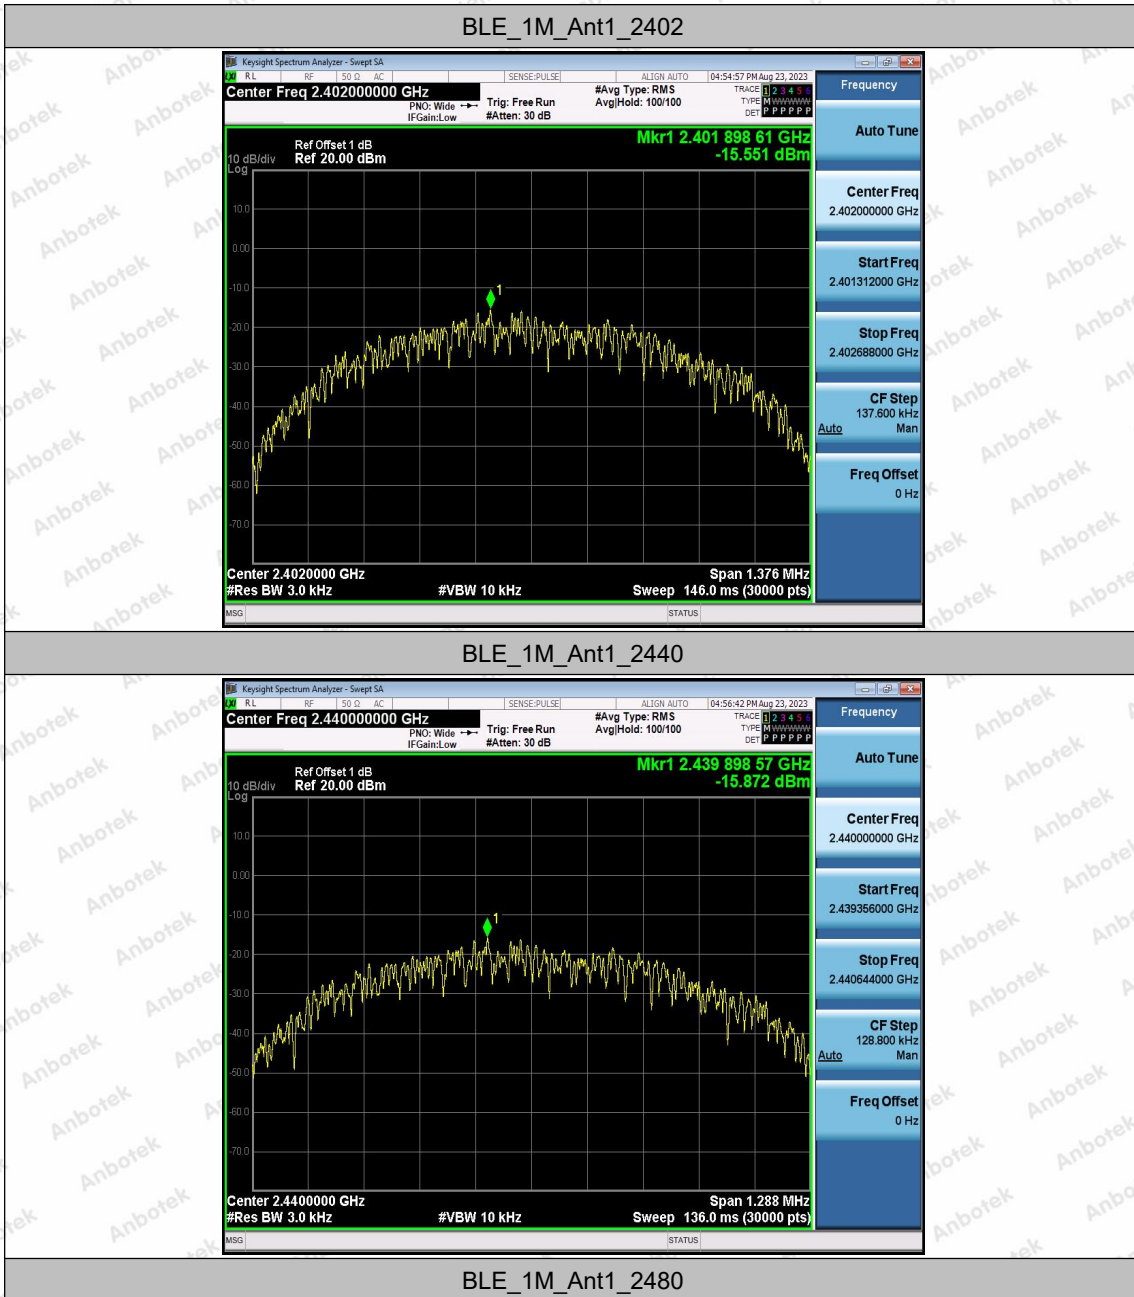 BLE_1M_Ant1_2402
Keysight Spectrum Analyzer - Swept SA
LXI RL RF 50 Ω AC SENSE:PULSE ALIGN AUTO 04:54:57 PM Aug 23, 2023
Center Freq 2.402000000 GHz
PNO: Wide
IFGain:Low
Trig: Free Run
#Atten: 30 dB
#Avg Type: RMS
Avg|Hold: 100/100
TRACE 1 2 3 4 5 6
TYPE M W W W W W
DET P P P P P P
Frequency
Mkr1 2.401 898 61 GHz
-15.551 dBm
Ref Offset 1 dB
10 dB/div Ref 20.00 dBm
Log
10.0
0.00
-10.0
-20.0
-30.0
-40.0
-50.0
-60.0
-70.0
1
Center 2.4020000 GHz Span 1.376 MHz
#Res BW 3.0 kHz #VBW 10 kHz Sweep 146.0 ms (30000 pts)
MSG STATUS
Auto Tune
Center Freq
2.402000000 GHz
Start Freq
2.401312000 GHz
Stop Freq
2.402688000 GHz
CF Step
137.600 kHz
Auto Man
Freq Offset
0 Hz
BLE_1M_Ant1_2440
Keysight Spectrum Analyzer - Swept SA
LXI RL RF 50 Ω AC SENSE:PULSE ALIGN AUTO 04:56:42 PM Aug 23, 2023
Center Freq 2.440000000 GHz
PNO: Wide
IFGain:Low
Trig: Free Run
#Atten: 30 dB
#Avg Type: RMS
Avg|Hold: 100/100
TRACE 1 2 3 4 5 6
TYPE M W W W W W
DET P P P P P P
Frequency
Mkr1 2.439 898 57 GHz
-15.872 dBm
Ref Offset 1 dB
10 dB/div Ref 20.00 dBm
Log
10.0
0.00
-10.0
-20.0
-30.0
-40.0
-50.0
-60.0
-70.0
1
Center 2.4400000 GHz Span 1.288 MHz
#Res BW 3.0 kHz #VBW 10 kHz Sweep 136.0 ms (30000 pts)
MSG STATUS
Auto Tune
Center Freq
2.440000000 GHz
Start Freq
2.439356000 GHz
Stop Freq
2.440644000 GHz
CF Step
128.800 kHz
Auto Man
Freq Offset
0 Hz
BLE_1M_Ant1_2480
Anbotek